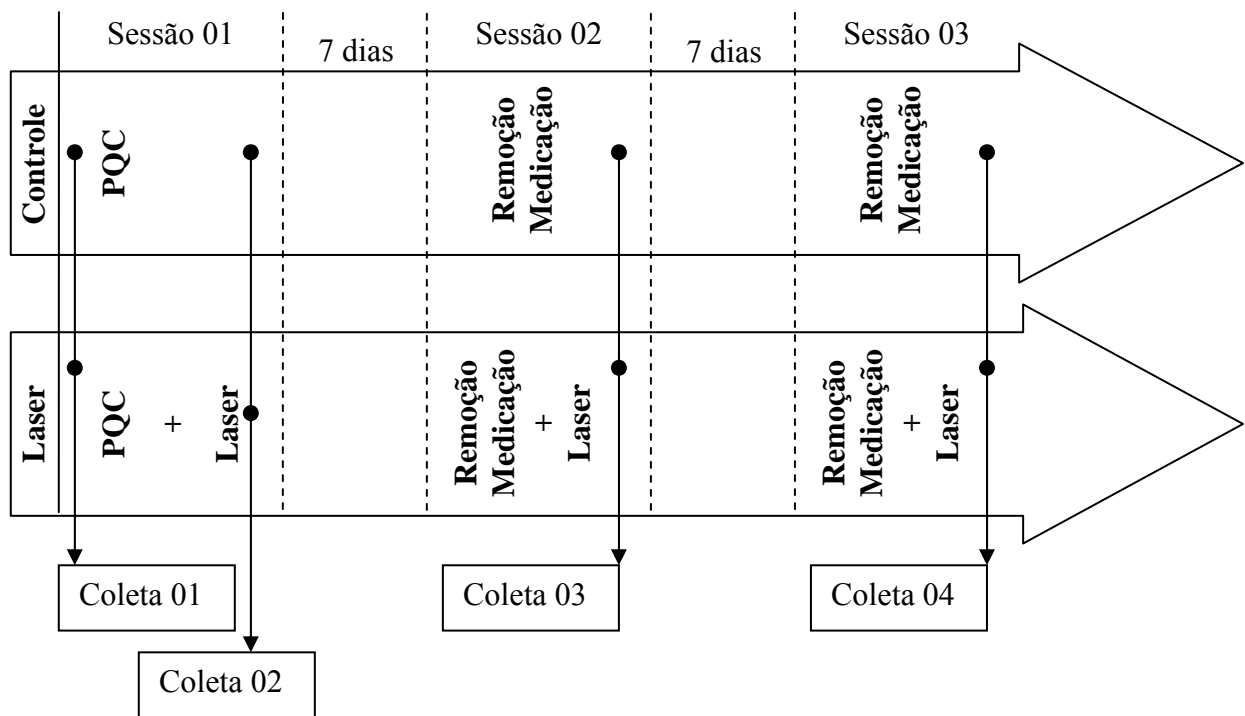 Sessão 01
7 dias
Sessão 02
7 dias
Sessão 03
Controle
PQC
Remoção
Medicação
Remoção
Medicação
Laser
PQC
+
Laser
Remoção
Medicação
+
Laser
Remoção
Medicação
+
Laser
Coleta 01
Coleta 03
Coleta 04
Coleta 02